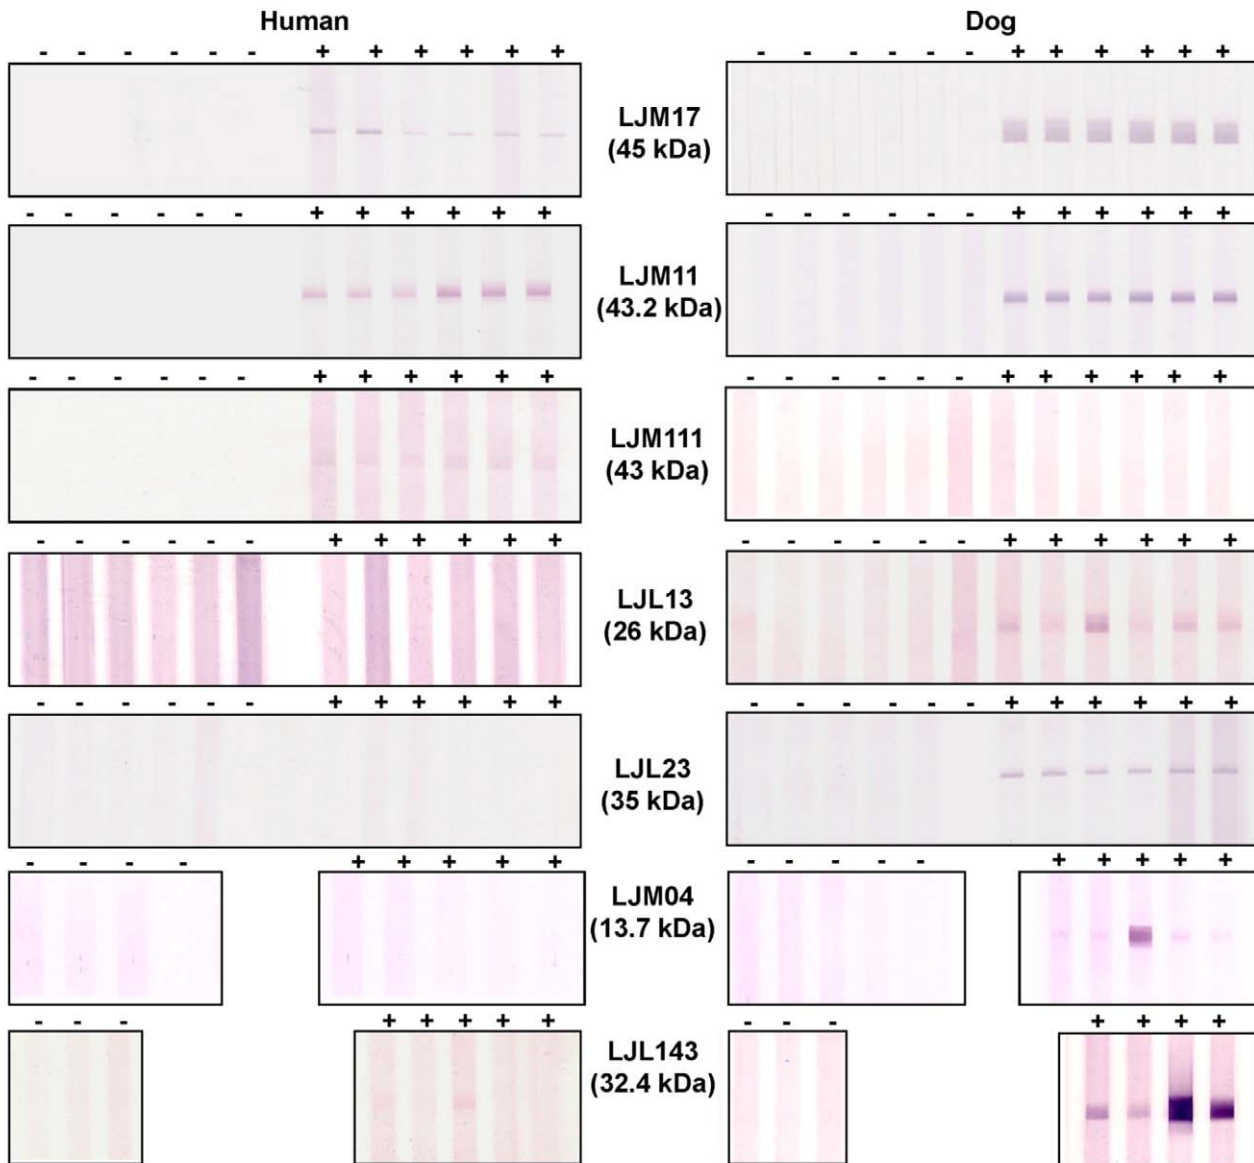 Human
Dog
- - - - - - + + + + + +
- - - - - - + + + + + +
LJM17
(45 kDa)
- - - - - - + + + + + +
- - - - - - + + + + + +
LJM11
(43.2 kDa)
- - - - - - + + + + + +
- - - - - - + + + + + +
LJM111
(43 kDa)
- - - - - - + + + + + +
- - - - - - + + + + + +
LJL13
(26 kDa)
- - - - - - + + + + + +
- - - - - - + + + + + +
LJL23
(35 kDa)
- - - - + + + + +
- - - - - + + + + +
LJM04
(13.7 kDa)
- - - + + + + +
- - - + + + +
LJL143
(32.4 kDa)